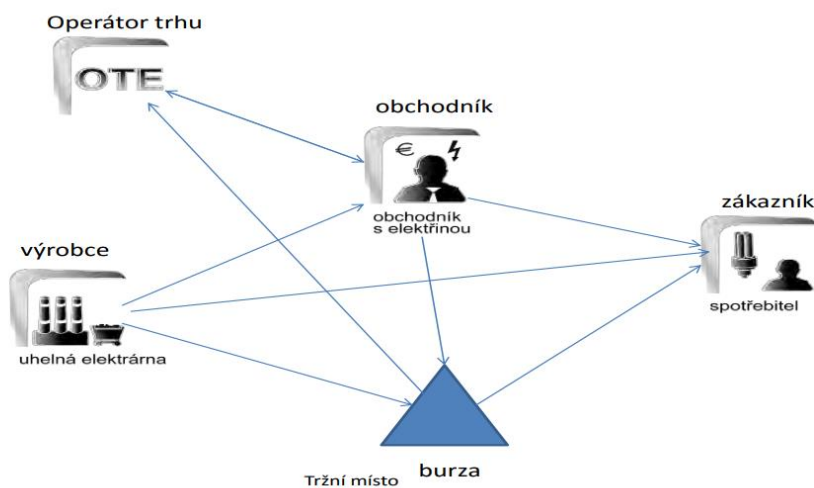 Operátor trhu
OTE
obchodník
€
obchodník
s elektřinou
zákazník
spotřebitel
výrobce
uhelná elektrárna
Tržní místo
burza